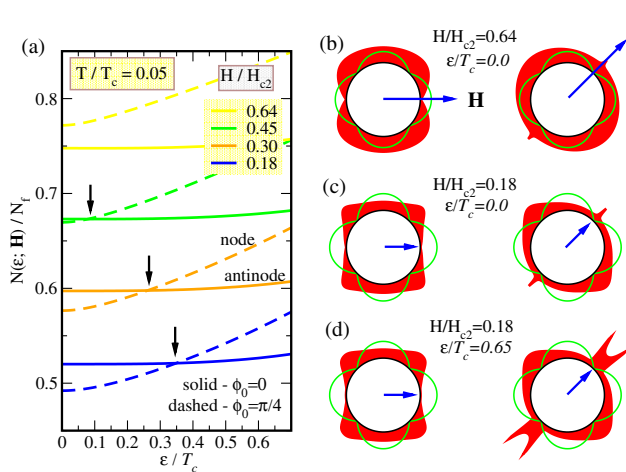 (a)
T / T_c = 0.05
H / H_c2
0.64
0.45
0.30
0.18
node
antinode
solid - ϕ_0=0
dashed - ϕ_0=π/4
N(ε; H) / N_f
0.8
0.7
0.6
0.5
0 0.1 0.2 0.3 0.4 0.5 0.6
ε / T_c
(b)
H/H_c2=0.64
ε/T_c=0.0
H
(c)
H/H_c2=0.18
ε/T_c=0.0
(d)
H/H_c2=0.18
ε/T_c=0.65